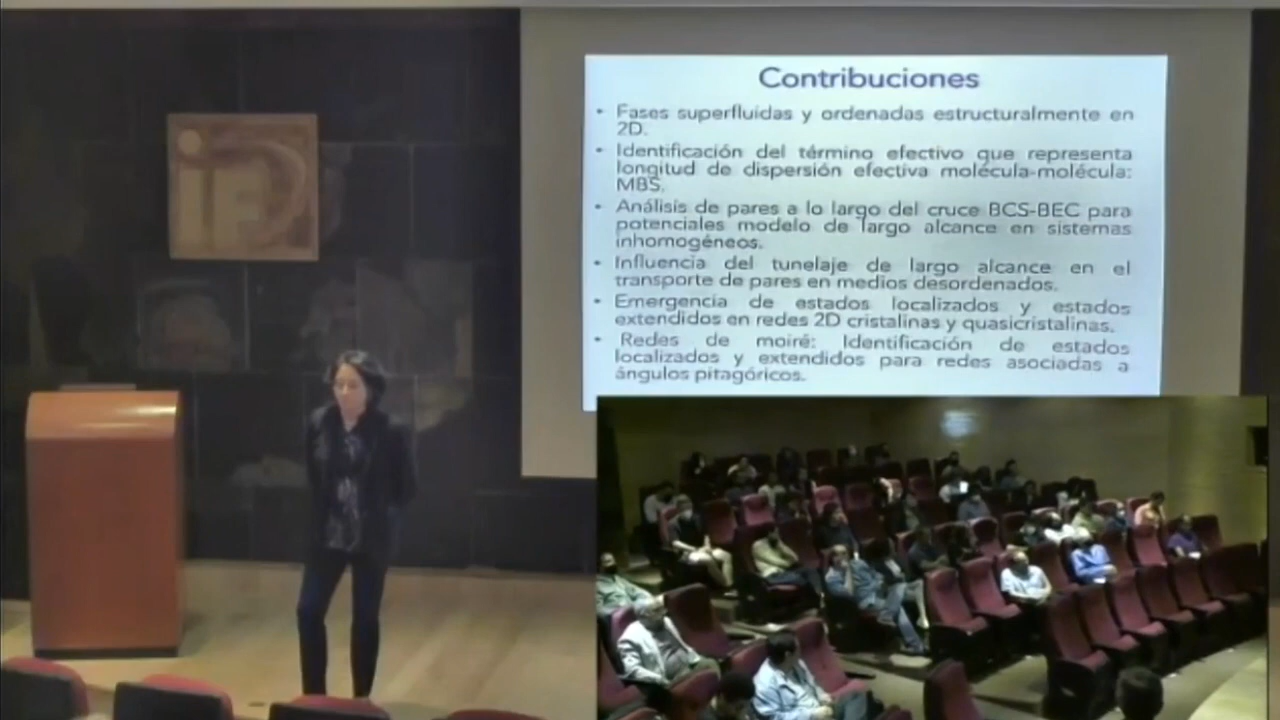 IF
Contribuciones
• Fases superfluidas y ordenadas estructuralmente en
2D.
• Identificación del término efectivo que representa
longitud de dispersión efectiva molécula-molécula:
MBS.
• Análisis de pares a lo largo del cruce BCS-BEC para
potenciales modelo de largo alcance en sistemas
inhomogéneos.
• Influencia del tunelaje de largo alcance en el
transporte de pares en medios desordenados.
• Emergencia de estados localizados y estados
extendidos en redes 2D cristalinas y quasicristalinas.
• Redes de moiré: Identificación de estados
localizados y extendidos para redes asociadas a
ángulos pitagóricos.